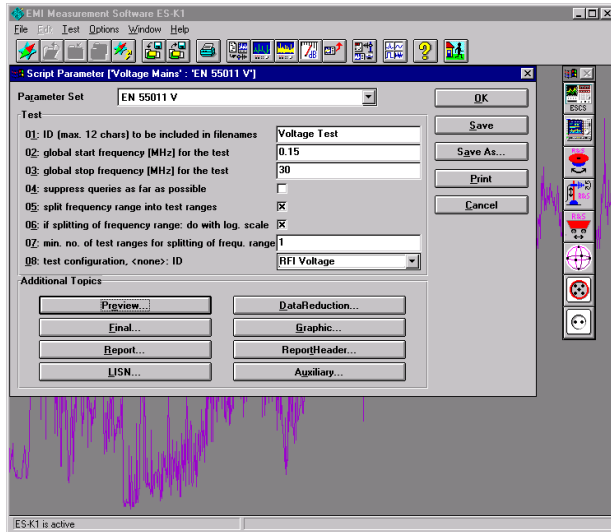 EMI Measurement Software ES-K1
File Edit Test Options Window Help
Script Parameter ['Voltage Mains' : 'EN 55011 V']
Parameter Set EN 55011 V
OK
Test
01: ID (max. 12 chars) to be included in filenames Voltage Test
Save
02: global start frequency [MHz] for the test 0.15
Save As...
03: global stop frequency [MHz] for the test 30
04: suppress queries as far as possible
Print
05: split frequency range into test ranges
Cancel
06: if splitting of frequency range: do with log. scale
07: min. no. of test ranges for splitting of frequ. range 1
08: test configuration, <none>: ID RFI Voltage
Additional Topics
Preview... DataReduction...
Final... Graphic...
Report... ReportHeader...
LISN... Auxiliary...
ESCS
R&S
R&S
R&S
ES-K1 is active